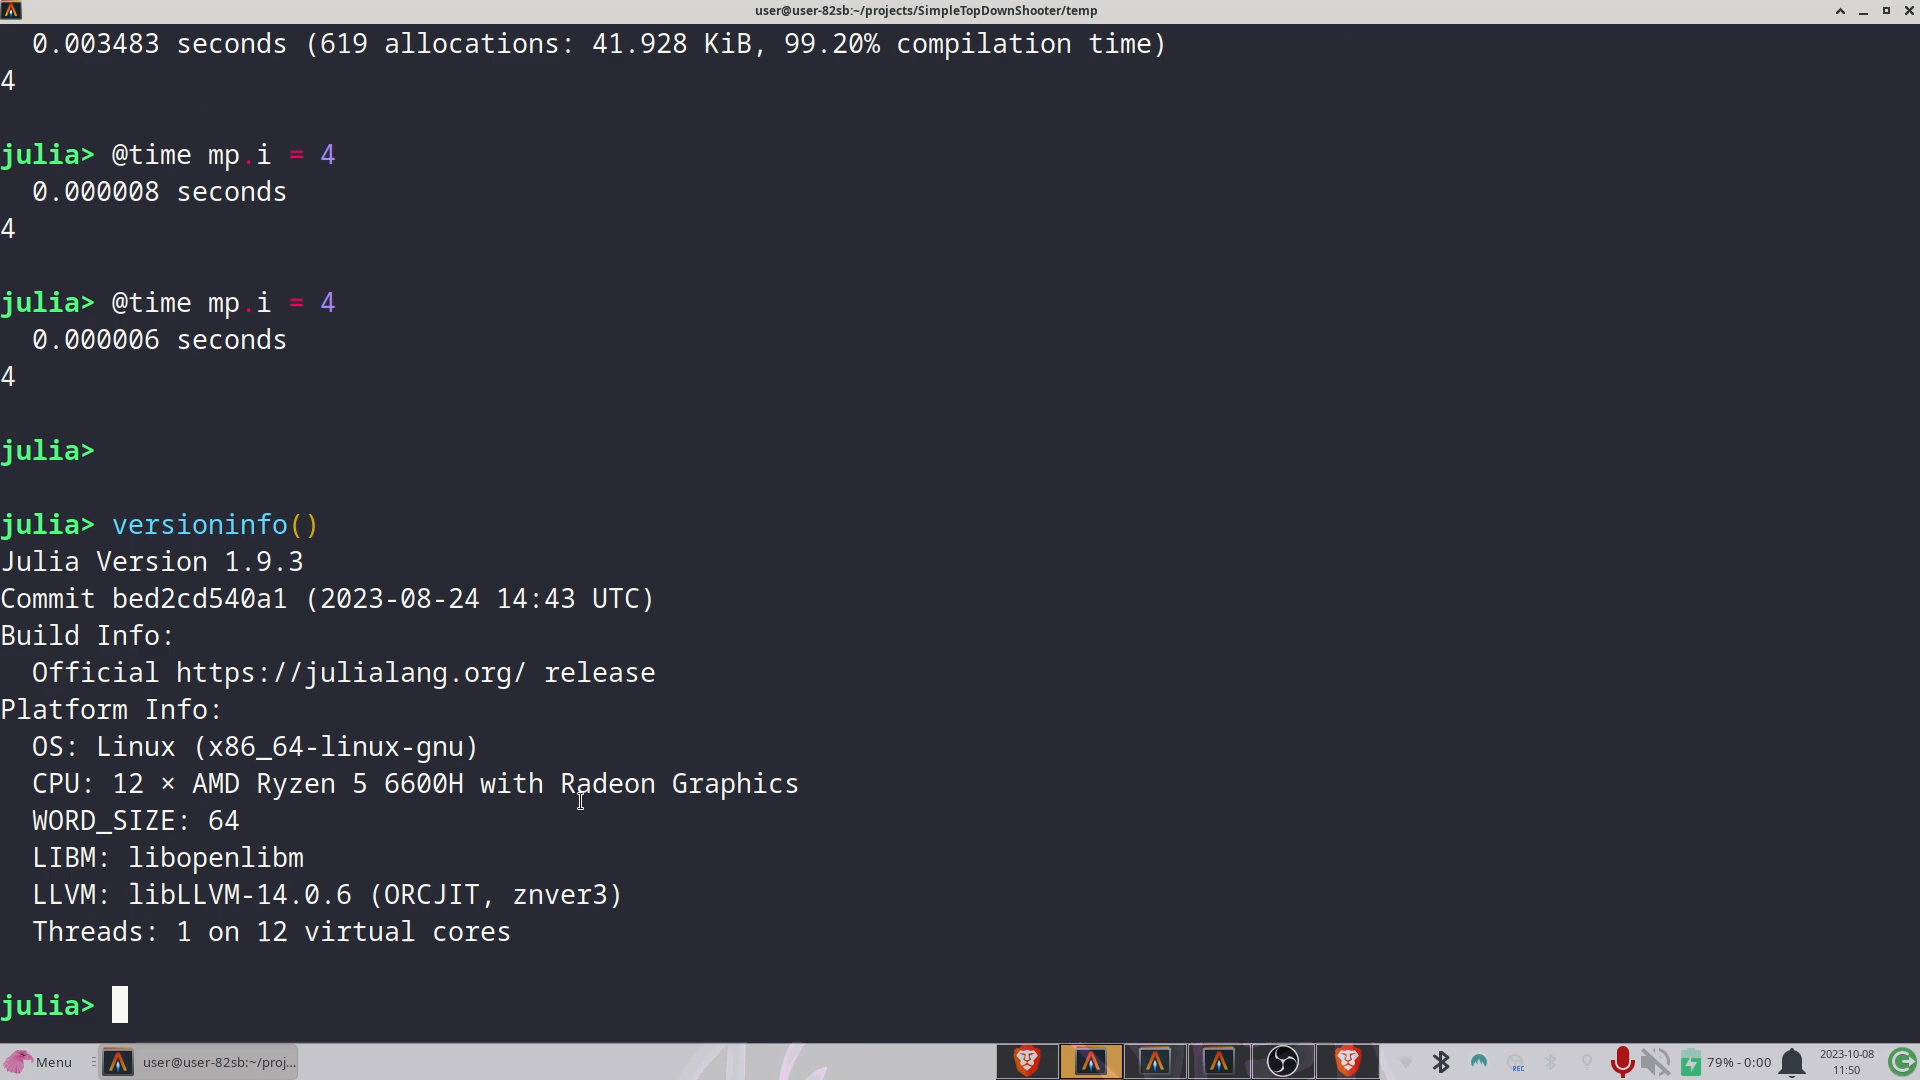 user@user-82sb:~/projects/SimpleTopDownShooter/temp
  0.003483 seconds (619 allocations: 41.928 KiB, 99.20% compilation time)
4
julia> @time mp.i = 4
  0.000008 seconds
4
julia> @time mp.i = 4
  0.000006 seconds
4
julia>
julia> versioninfo()
Julia Version 1.9.3
Commit bed2cd540a1 (2023-08-24 14:43 UTC)
Build Info:
  Official https://julialang.org/ release
Platform Info:
  OS: Linux (x86_64-linux-gnu)
  CPU: 12 × AMD Ryzen 5 6600H with Radeon Graphics
  WORD_SIZE: 64
  LIBM: libopenlibm
  LLVM: libLLVM-14.0.6 (ORCJIT, znver3)
  Threads: 1 on 12 virtual cores
julia>
Menu
user@user-82sb:~/proj...
REC
79% - 0:00
2023-10-08
11:50